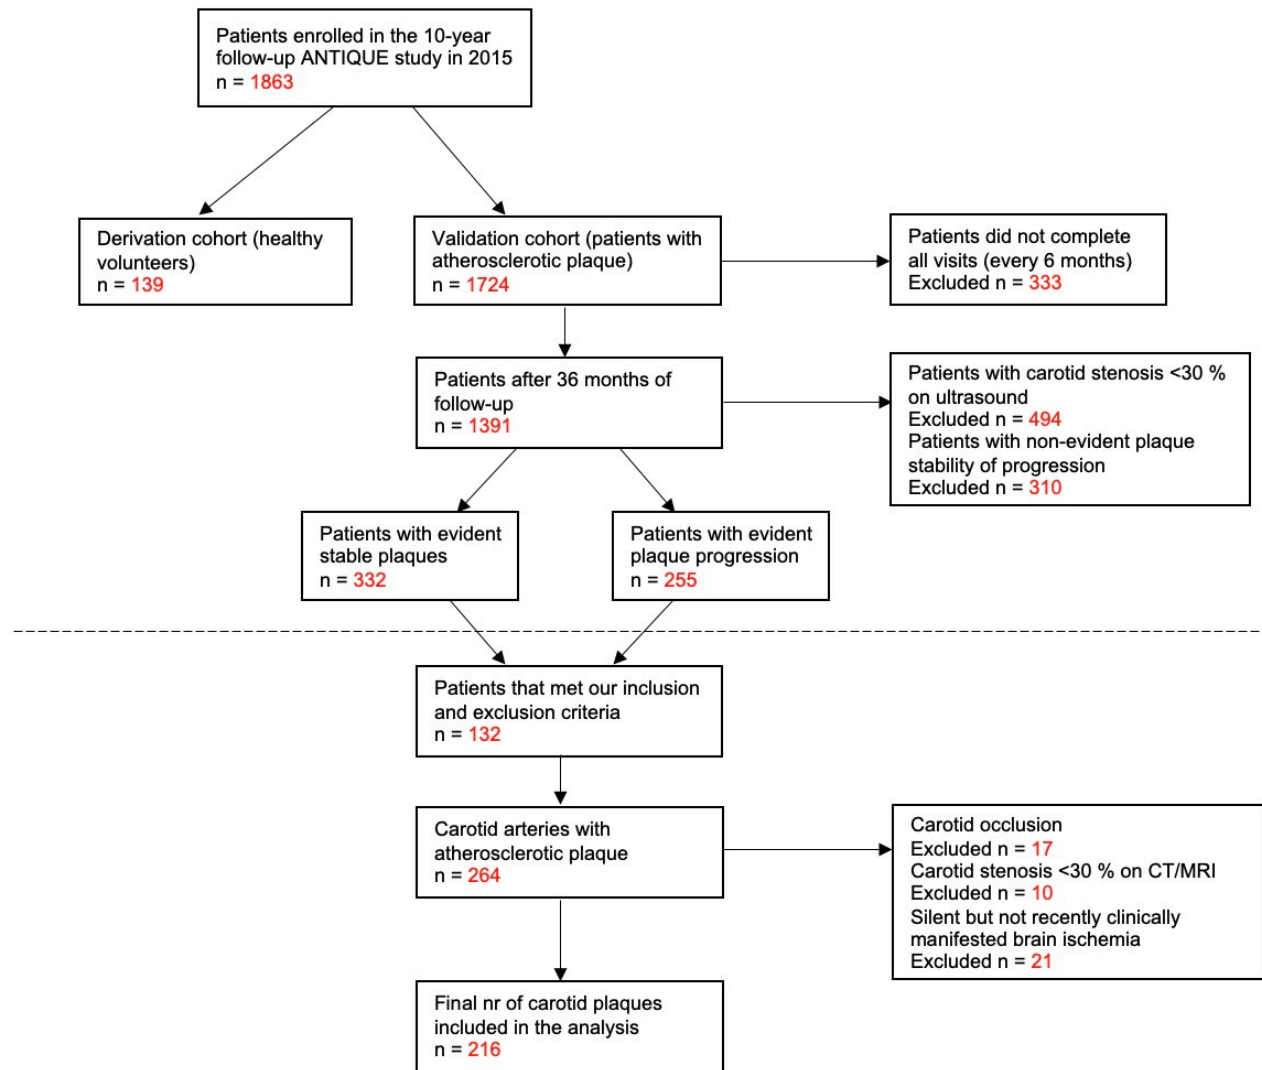 Patients enrolled in the 10-year
follow-up ANTIQUE study in 2015
n = 1863
Derivation cohort (healthy
volunteers)
n = 139
Validation cohort (patients with
atherosclerotic plaque)
n = 1724
Patients did not complete
all visits (every 6 months)
Excluded n = 333
Patients after 36 months of
follow-up
n = 1391
Patients with carotid stenosis <30 %
on ultrasound
Excluded n = 494
Patients with non-evident plaque
stability of progression
Excluded n = 310
Patients with evident
stable plaques
n = 332
Patients with evident
plaque progression
n = 255
Patients that met our inclusion
and exclusion criteria
n = 132
Carotid arteries with
atherosclerotic plaque
n = 264
Carotid occlusion
Excluded n = 17
Carotid stenosis <30 % on CT/MRI
Excluded n = 10
Silent but not recently clinically
manifested brain ischemia
Excluded n = 21
Final nr of carotid plaques
included in the analysis
n = 216